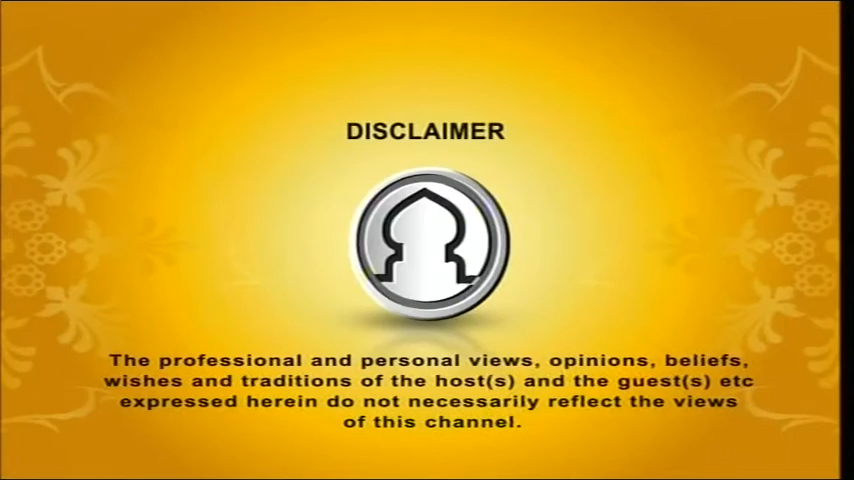 DISCLAIMER
The professional and personal views, opinions, beliefs,
wishes and traditions of the host(s) and the guest(s) etc
expressed herein do not necessarily reflect the views
of this channel.